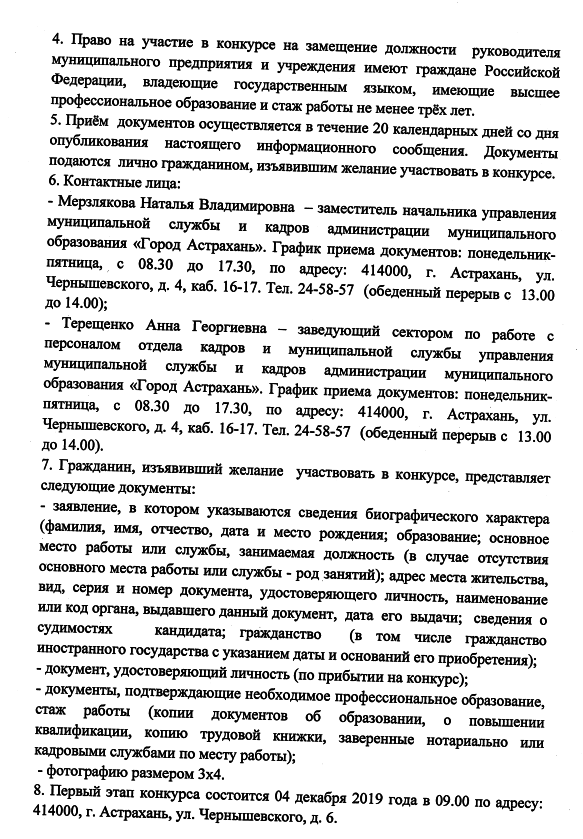 4. Право на участие в конкурсе на замещение должности руководителя
муниципального предприятия и учреждения имеют граждане Российской
Федерации, владеющие государственным языком, имеющие высшее
профессиональное образование и стаж работы не менее трёх лет.
5. Приём документов осуществляется в течение 20 календарных дней со дня
опубликования настоящего информационного сообщения. Документы
подаются лично гражданином, изъявившим желание участвовать в конкурсе.
6. Контактные лица:
- Мерзлякова Наталья Владимировна – заместитель начальника управления
муниципальной службы и кадров администрации муниципального
образования «Город Астрахань». График приема документов: понедельник-
пятница, с 08.30 до 17.30, по адресу: 414000, г. Астрахань, ул.
Чернышевского, д. 4, каб. 16-17. Тел. 24-58-57 (обеденный перерыв с 13.00
до 14.00);
- Терещенко Анна Георгиевна – заведующий сектором по работе с
персоналом отдела кадров и муниципальной службы управления
муниципальной службы и кадров администрации муниципального
образования «Город Астрахань». График приема документов: понедельник-
пятница, с 08.30 до 17.30, по адресу: 414000, г. Астрахань, ул.
Чернышевского, д. 4, каб. 16-17. Тел. 24-58-57 (обеденный перерыв с 13.00
до 14.00).
7. Гражданин, изъявивший желание участвовать в конкурсе, представляет
следующие документы:
- заявление, в котором указываются сведения биографического характера
(фамилия, имя, отчество, дата и место рождения; образование; основное
место работы или службы, занимаемая должность (в случае отсутствия
основного места работы или службы - род занятий); адрес места жительства,
вид, серия и номер документа, удостоверяющего личность, наименование
или код органа, выдавшего данный документ, дата его выдачи; сведения о
судимостях кандидата; гражданство (в том числе гражданство
иностранного государства с указанием даты и оснований его приобретения);
- документ, удостоверяющий личность (по прибытии на конкурс);
- документы, подтверждающие необходимое профессиональное образование,
стаж работы (копии документов об образовании, о повышении
квалификации, копию трудовой книжки, заверенные нотариально или
кадровыми службами по месту работы);
- фотографию размером 3х4.
8. Первый этап конкурса состоится 04 декабря 2019 года в 09.00 по адресу:
414000, г. Астрахань, ул. Чернышевского, д. 6.